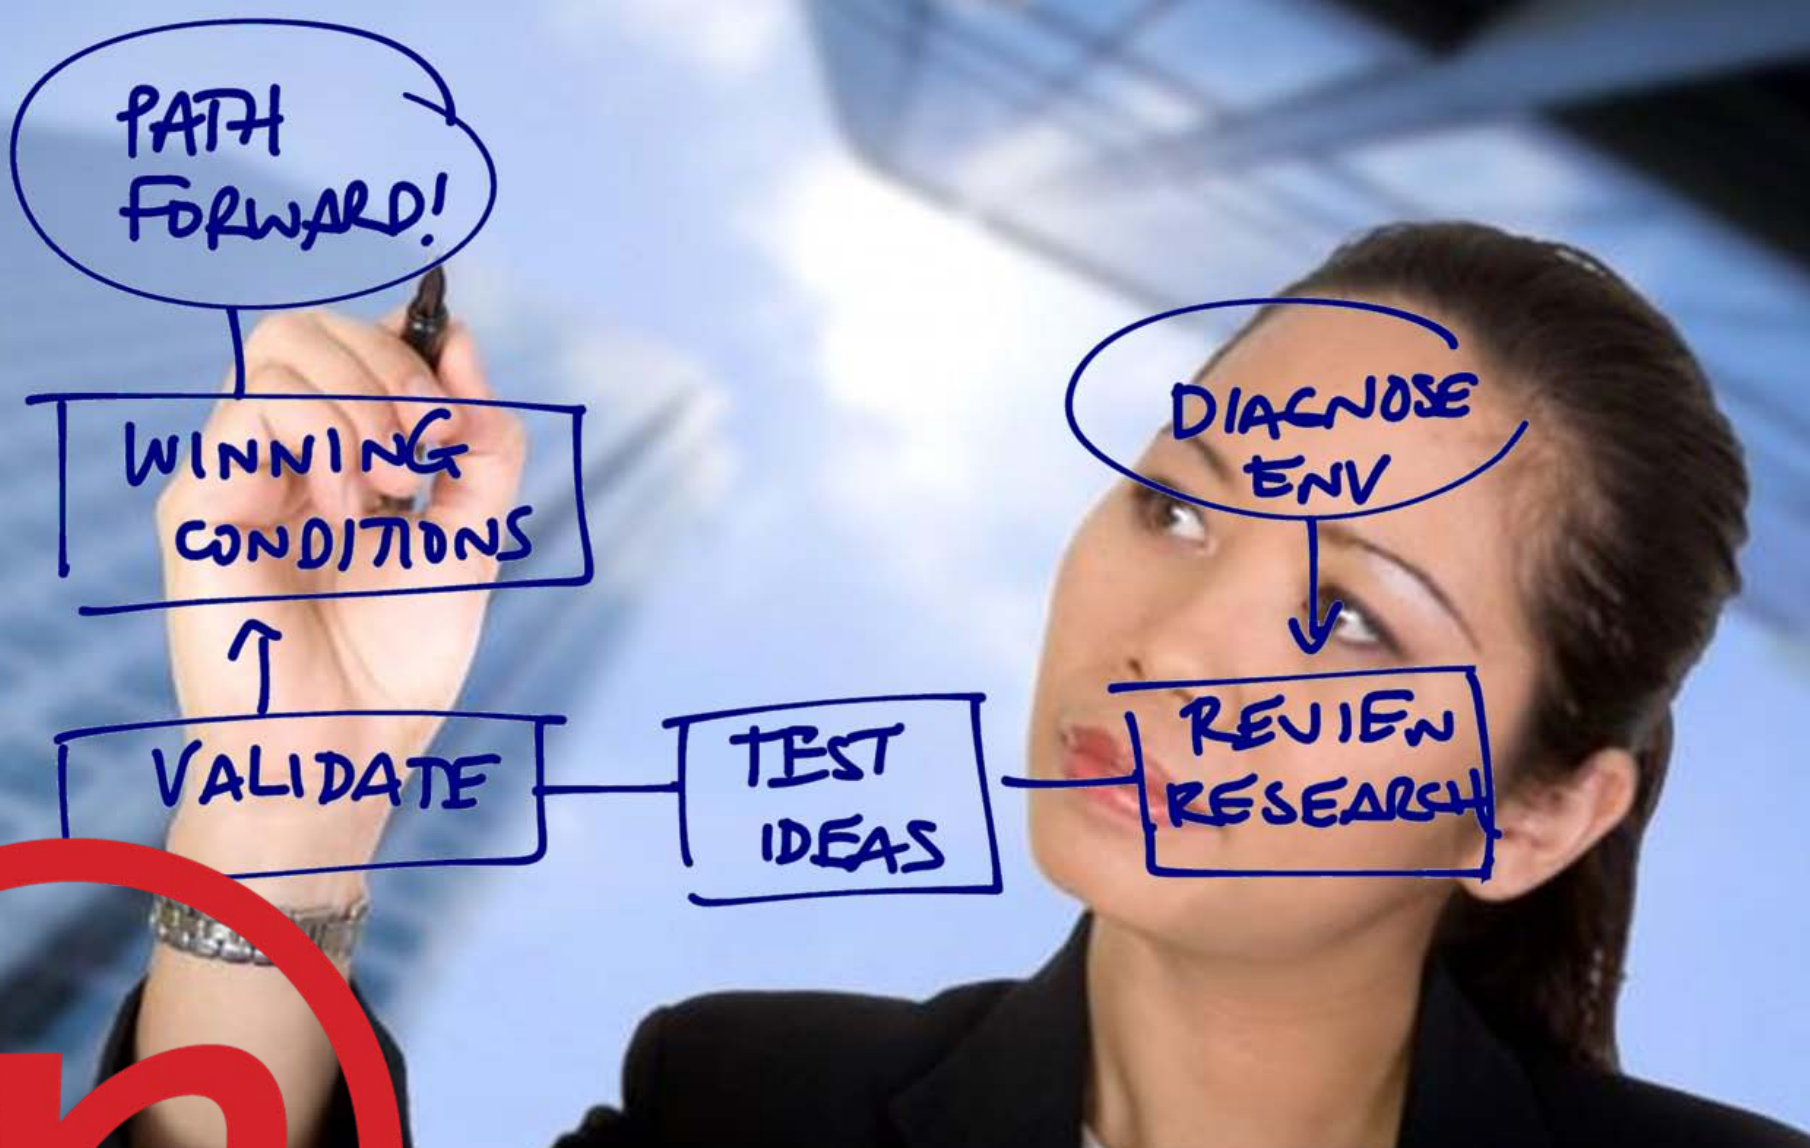 PATH
FORWARD!
WINNING
CONDITIONS
VALIDATE
TEST
IDEAS
DIAGNOSE
ENV
REVIEW
RESEARCH
n